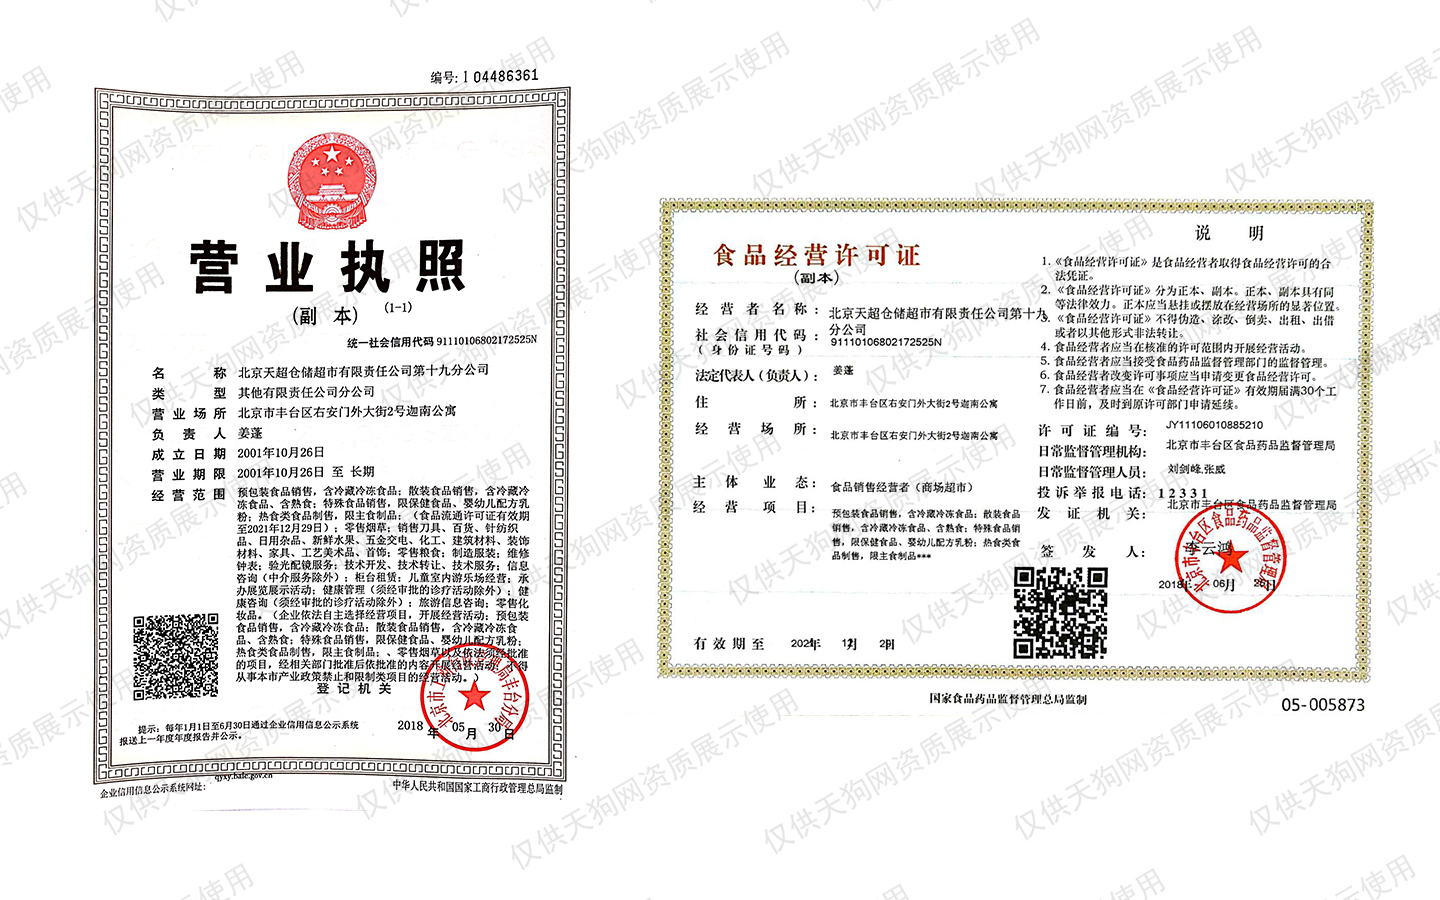 编号: 1 04486361
营业执照
(副 本) (1-1)
统一社会信用代码 91110106802172525N
名 称 北京天超仓储超市有限责任公司第十九分公司
类 型 其他有限责任公司分公司
营业场所 北京市丰台区右安门外大街2号迦南公寓
负 责 人 姜蓬
成立日期 2001年10月26日
营业期限 2001年10月26日 至 长期
经营范围 预包装食品销售，含冷藏冷冻食品；散装食品销售，含冷藏冷
冻食品、含熟食；特殊食品销售，限保健食品、婴幼儿配方乳
粉；热食类食品制售，限主食制品；（食品流通许可证有效期
至2021年12月29日）；零售烟草；销售刀具、百货、针纺织
品、日用杂品、新鲜水果、五金交电、化工、建筑材料、装饰
材料、家具、工艺美术品、首饰；零售粮食；制造服装；维修
钟表；验光配镜服务；技术开发、技术转让、技术服务；信息
咨询（中介服务除外）；柜台租赁；儿童室内游乐场经营；承
办展览展示活动；健康管理（须经审批的诊疗活动除外）；健
康咨询（须经审批的诊疗活动除外）；旅游信息咨询；零售化
妆品。（企业依法自主选择经营项目，开展经营活动；预包装
食品销售，含冷藏冷冻食品；散装食品销售，含冷藏冷冻食
品、含熟食；特殊食品销售，限保健食品、婴幼儿配方乳粉；
热食类食品制售，限主食制品；、零售烟草以及依法须经批准
的项目，经相关部门批准后依批准的内容开展经营活动；不得
从事本市产业政策禁止和限制类项目的经营活动。）
登记机关
2018 年 05 月 30 日
提示：每年1月1日至6月30日通过企业信用信息公示系统
报送上一年度年度报告并公示。
qyxy.baic.gov.cn
企业信用信息公示系统网址：
中华人民共和国国家工商行政管理总局监制
食品经营许可证
(副本)
经营者名称： 北京天超仓储超市有限责任公司第十九
分公司
社会信用代码： 91110106802172525N
（身份证号码）
法定代表人（负责人）： 姜蓬
住 所： 北京市丰台区右安门外大街2号迦南公寓
经营场所： 北京市丰台区右安门外大街2号迦南公寓
主体业态： 食品销售经营者（商场超市）
经营项目： 预包装食品销售，含冷藏冷冻食品；散装食品
销售，含冷藏冷冻食品、含熟食；特殊食品销
售，限保健食品、婴幼儿配方乳粉；热食类食
品制售，限主食制品***
有效期至 2021年 12月 29日
说 明
1.《食品经营许可证》是食品经营者取得食品经营许可的合
法凭证。
2.《食品经营许可证》分为正本、副本。正本、副本具有同
等法律效力。正本应当悬挂或摆放在经营场所的显著位置。
3.《食品经营许可证》不得伪造、涂改、倒卖、出租、出借
或者以其他形式非法转让。
4. 食品经营者应当在核准的许可范围内开展经营活动。
5. 食品经营者应当接受食品药品监督管理部门的监督管理。
6. 食品经营者改变许可事项应当申请变更食品经营许可。
7. 食品经营者应当在《食品经营许可证》有效期届满30个工
作日前，及时到原许可部门申请延续。
许可证编号： JY11106010885210
日常监督管理机构： 北京市丰台区食品药品监督管理局
日常监督管理人员： 刘剑峰,张威
投诉举报电话：12331
发证机关： 北京市丰台区食品药品监督管理局
签发人： 李云鸿
2018年 06月 26日
国家食品药品监督管理总局监制
05-005873
仅供天狗网资质展示使用